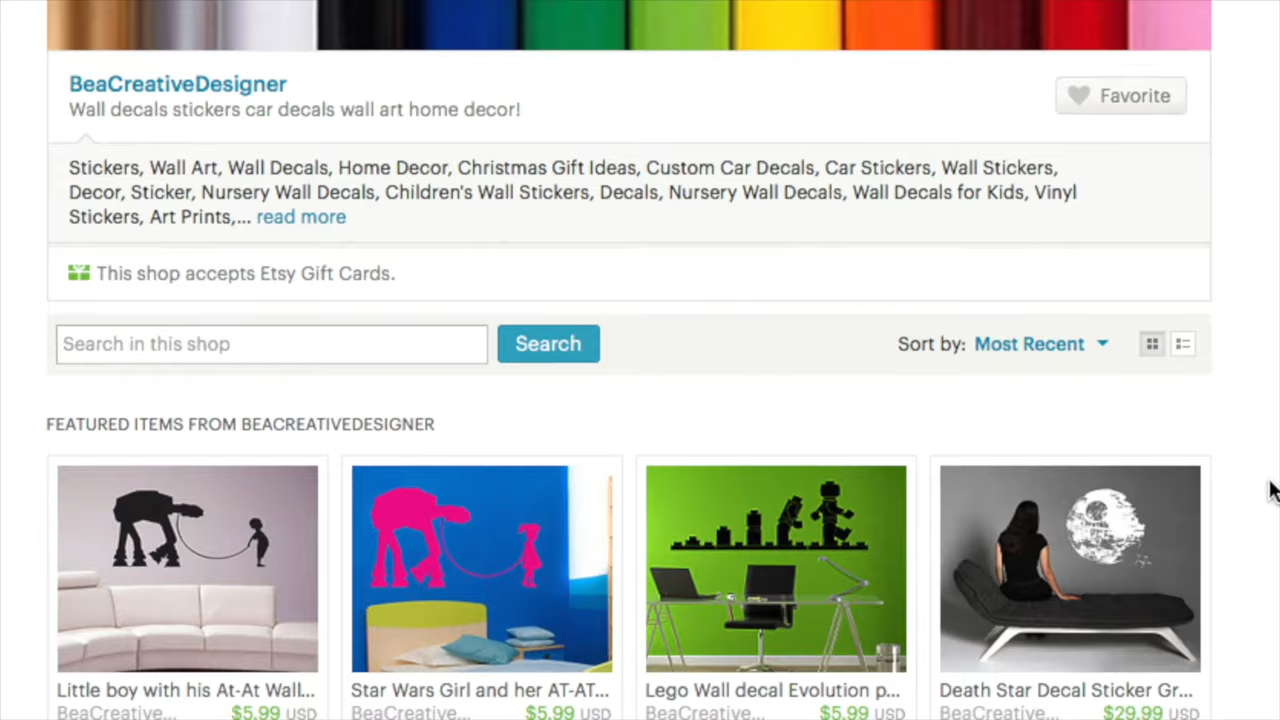 BeaCreativeDesigner
Wall decals stickers car decals wall art home decor!
Favorite
Stickers, Wall Art, Wall Decals, Home Decor, Christmas Gift Ideas, Custom Car Decals, Car Stickers, Wall Stickers,
Decor, Sticker, Nursery Wall Decals, Children's Wall Stickers, Decals, Nursery Wall Decals, Wall Decals for Kids, Vinyl
Stickers, Art Prints,... read more
This shop accepts Etsy Gift Cards.
Search in this shop
Search
Sort by: Most Recent
FEATURED ITEMS FROM BEACREATIVEDESIGNER
Little boy with his At-At Wall...
Star Wars Girl and her AT-AT...
Lego Wall decal Evolution p...
Death Star Decal Sticker Gr...
BeaCreative... $5.99 USD
BeaCreative... $5.99 USD
BeaCreative... $5.99 USD
BeaCreative... $29.99 USD